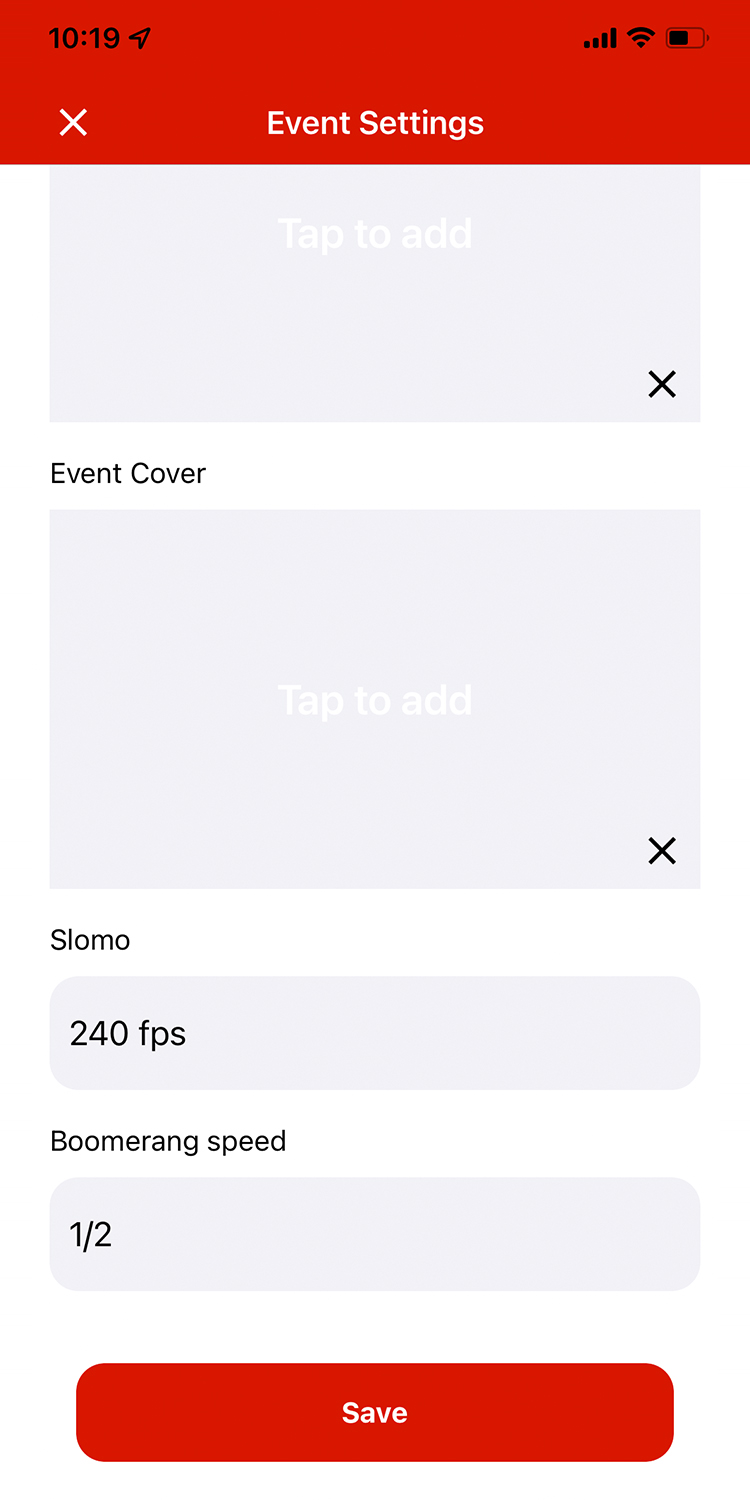 10:19
Event Settings
Tap to add
Event Cover
Tap to add
Slomo
240 fps
Boomerang speed
1/2
Save